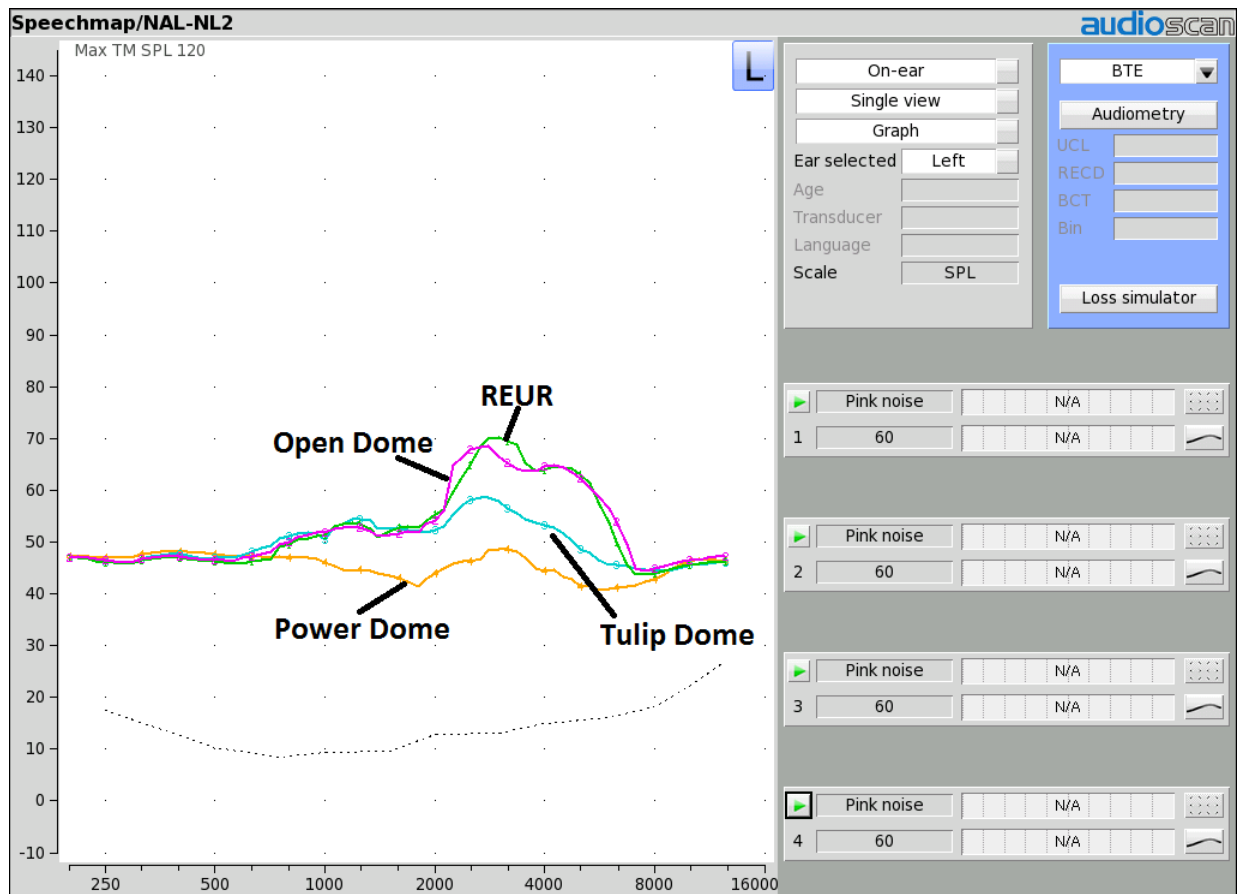 Speechmap/NAL-NL2
audioscan
Max TM SPL 120
L
140
130
120
110
100
90
80
70
60
50
40
30
20
10
0
-10
250 500 1000 2000 4000 8000 16000
REUR
Open Dome
Power Dome
Tulip Dome
On-ear
Single view
Graph
Ear selected Left
Age
Transducer
Language
Scale SPL
BTE
Audiometry
UCL
RECD
BCT
Bin
Loss simulator
Pink noise N/A
1 60 N/A
Pink noise N/A
2 60 N/A
Pink noise N/A
3 60 N/A
Pink noise N/A
4 60 N/A